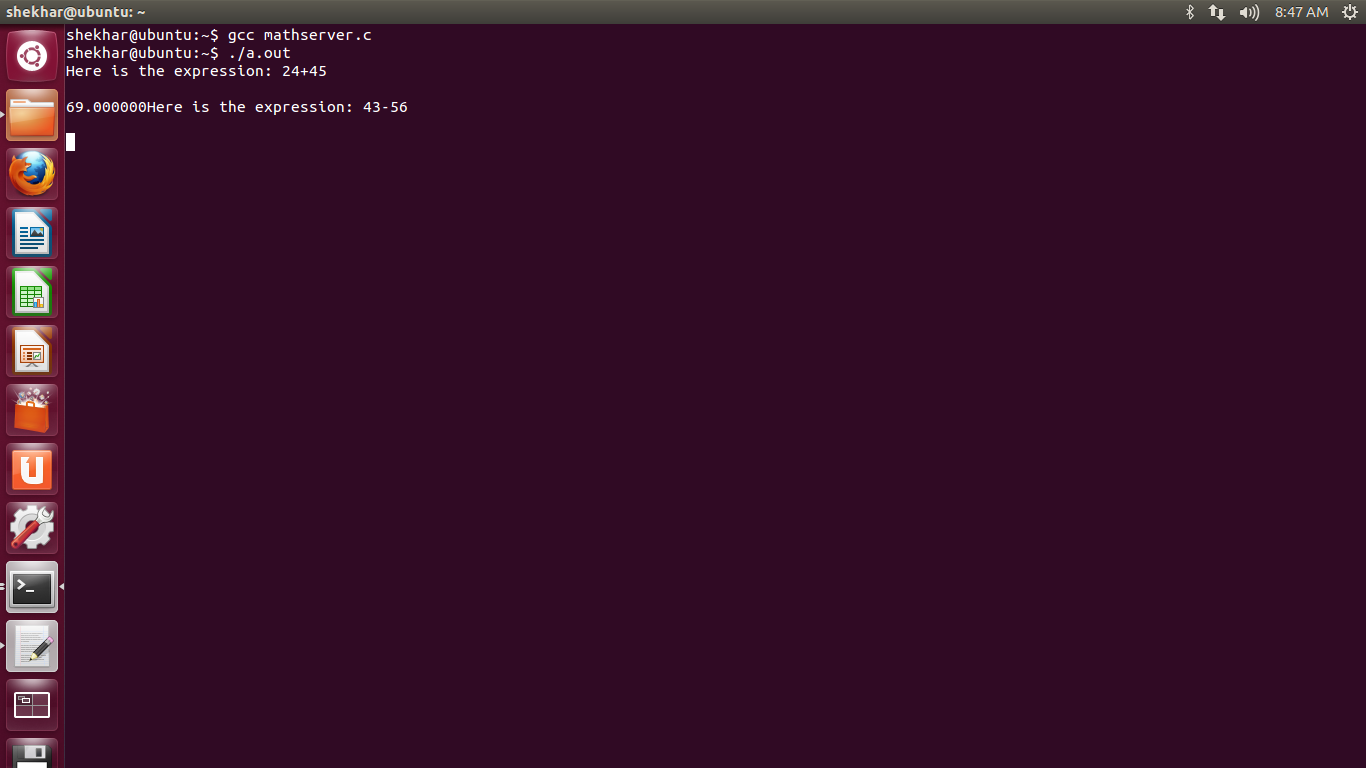 shekhar@ubuntu: ~
8:47 AM
shekhar@ubuntu:~$ gcc mathserver.c
shekhar@ubuntu:~$ ./a.out
Here is the expression: 24+45
69.000000Here is the expression: 43-56